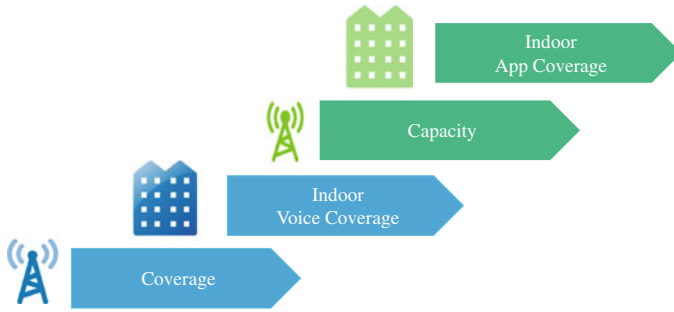 Indoor
App Coverage
Capacity
Indoor
Voice Coverage
Coverage